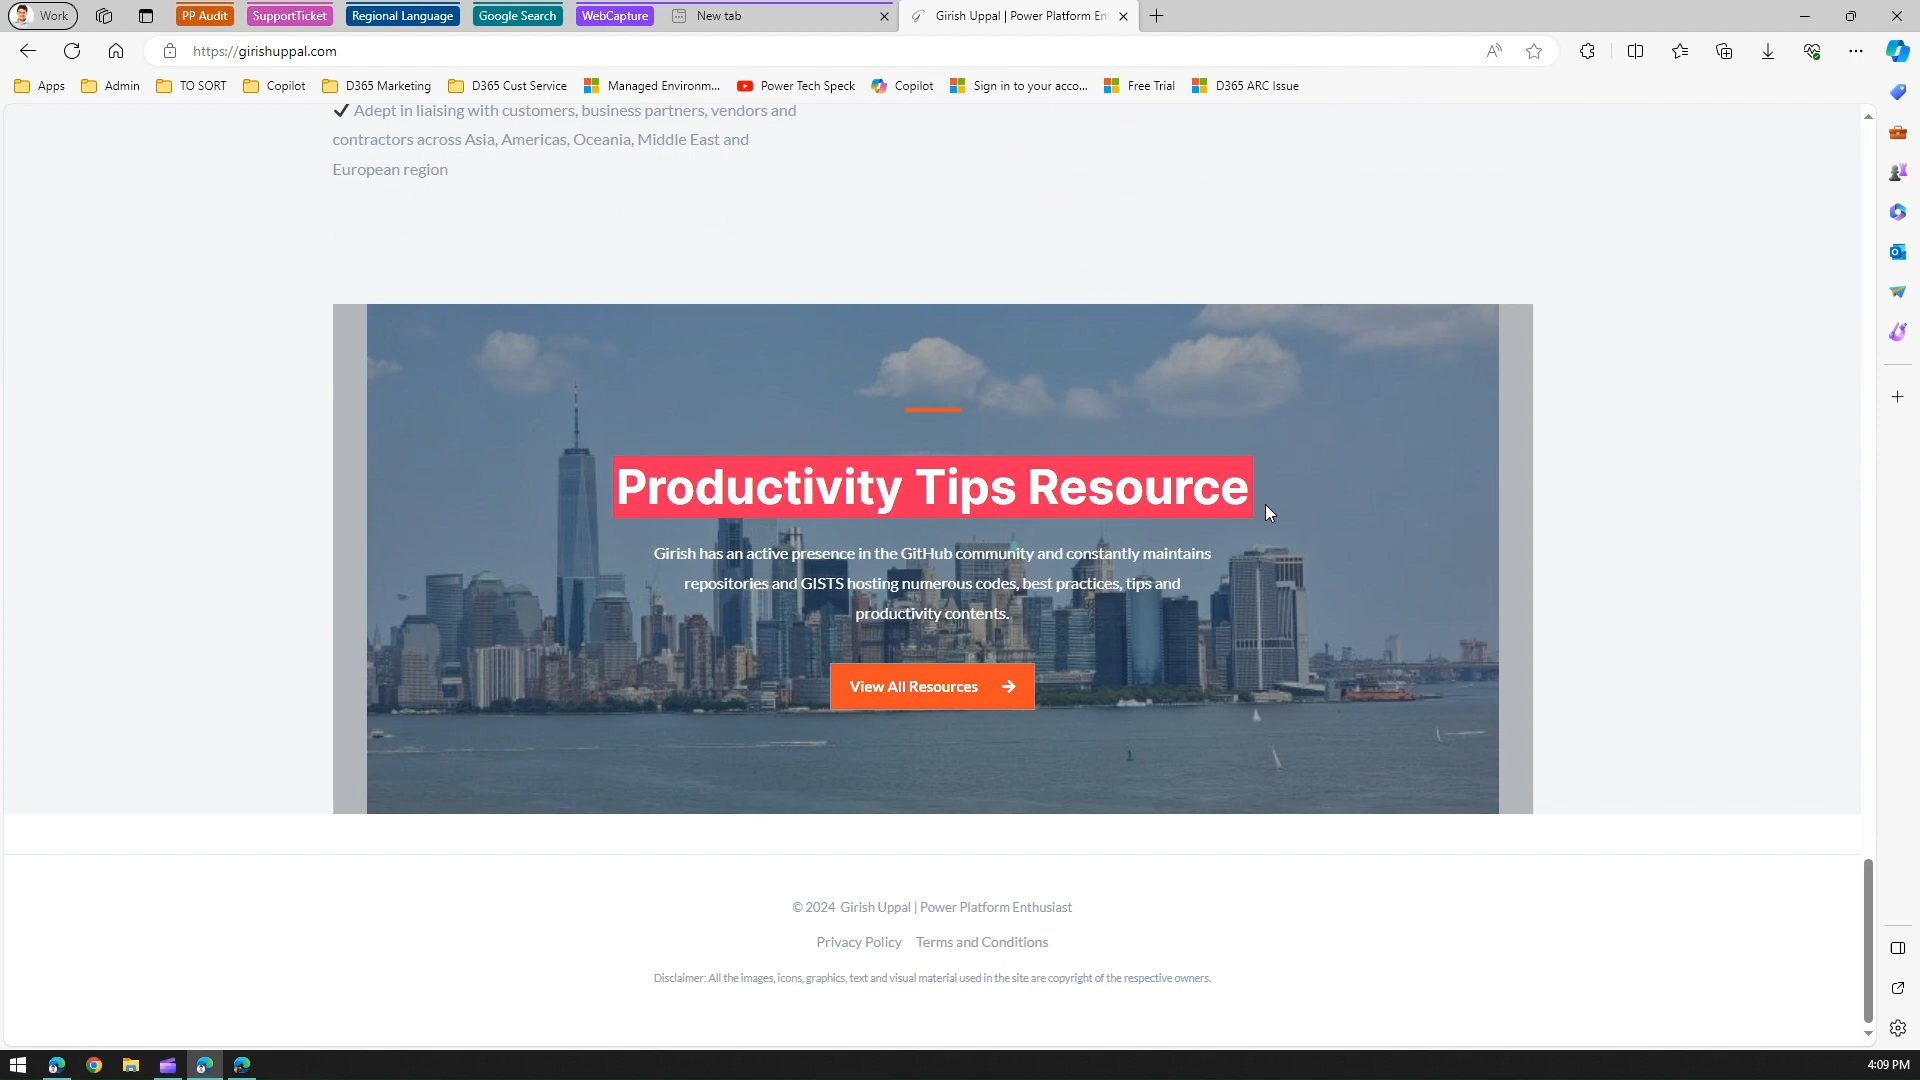 Work
PP Audit
SupportTicket
Regional Language
Google Search
WebCapture
New tab
Girish Uppal | Power Platform En
https://girishuppal.com
Apps
Admin
TO SORT
Copilot
D365 Marketing
D365 Cust Service
Managed Environm...
Power Tech Speck
Copilot
Sign in to your acco...
Free Trial
D365 ARC Issue
✔ Adept in liaising with customers, business partners, vendors and
contractors across Asia, Americas, Oceania, Middle East and
European region
Productivity Tips Resource
Girish has an active presence in the GitHub community and constantly maintains
repositories and GISTS hosting numerous codes, best practices, tips and
productivity contents.
View All Resources →
© 2024 Girish Uppal | Power Platform Enthusiast
Privacy Policy Terms and Conditions
Disclaimer: All the images, icons, graphics, text and visual material used in the site are copyright of the respective owners.
4:09 PM